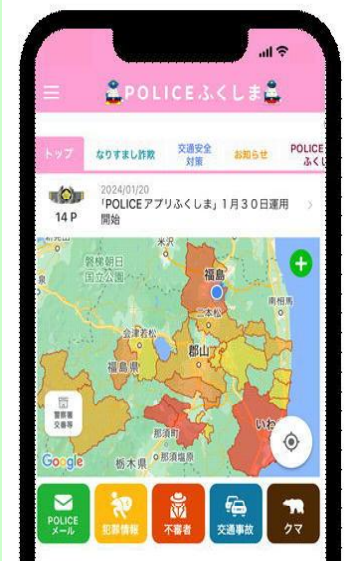 POLICEふくしま
トップ
なりすまし詐欺
交通安全
対策
お知らせ
POLICE
ふくし
2024/01/20
「POLICEアプリふくしま」1月30日運用
開始
14 P
米沢
磐梯朝日
国立公園
福島
南相馬
二本松
会津若松
郡山
福島県
いわ
警察署
交番等
那須町
那須塩原
栃木県
Google
POLICE
メール
犯罪情報
不審者
交通事故
クマ